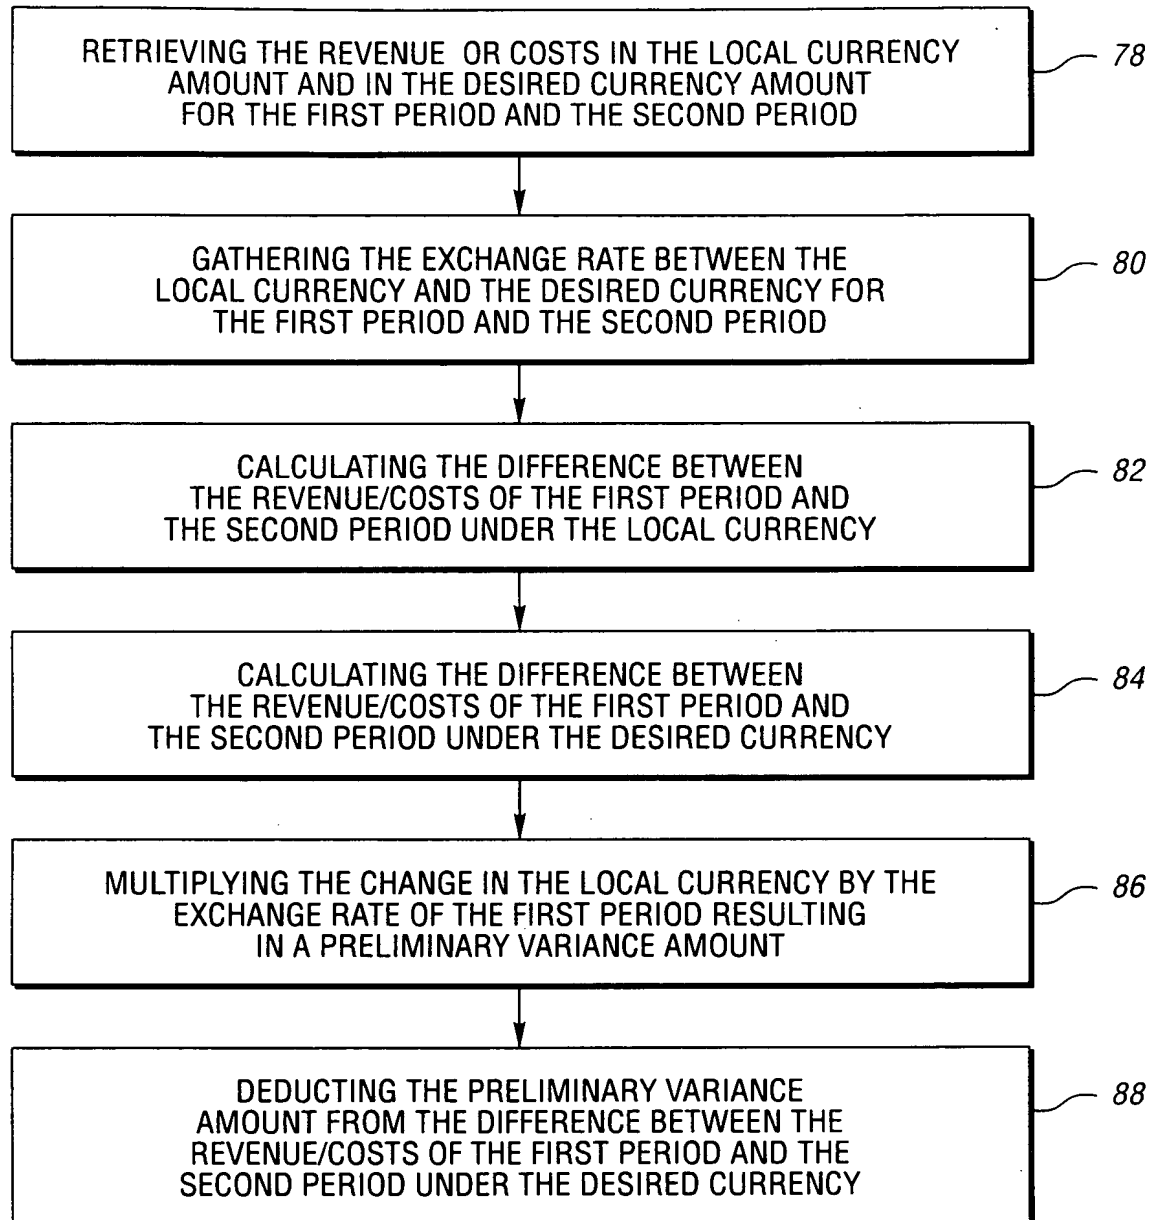 RETRIEVING THE REVENUE OR COSTS IN THE LOCAL CURRENCY
AMOUNT AND IN THE DESIRED CURRENCY AMOUNT
FOR THE FIRST PERIOD AND THE SECOND PERIOD
78
GATHERING THE EXCHANGE RATE BETWEEN THE
LOCAL CURRENCY AND THE DESIRED CURRENCY FOR
THE FIRST PERIOD AND THE SECOND PERIOD
80
CALCULATING THE DIFFERENCE BETWEEN
THE REVENUE/COSTS OF THE FIRST PERIOD AND
THE SECOND PERIOD UNDER THE LOCAL CURRENCY
82
CALCULATING THE DIFFERENCE BETWEEN
THE REVENUE/COSTS OF THE FIRST PERIOD AND
THE SECOND PERIOD UNDER THE DESIRED CURRENCY
84
MULTIPLYING THE CHANGE IN THE LOCAL CURRENCY BY THE
EXCHANGE RATE OF THE FIRST PERIOD RESULTING
IN A PRELIMINARY VARIANCE AMOUNT
86
DEDUCTING THE PRELIMINARY VARIANCE
AMOUNT FROM THE DIFFERENCE BETWEEN THE
REVENUE/COSTS OF THE FIRST PERIOD AND THE
SECOND PERIOD UNDER THE DESIRED CURRENCY
88